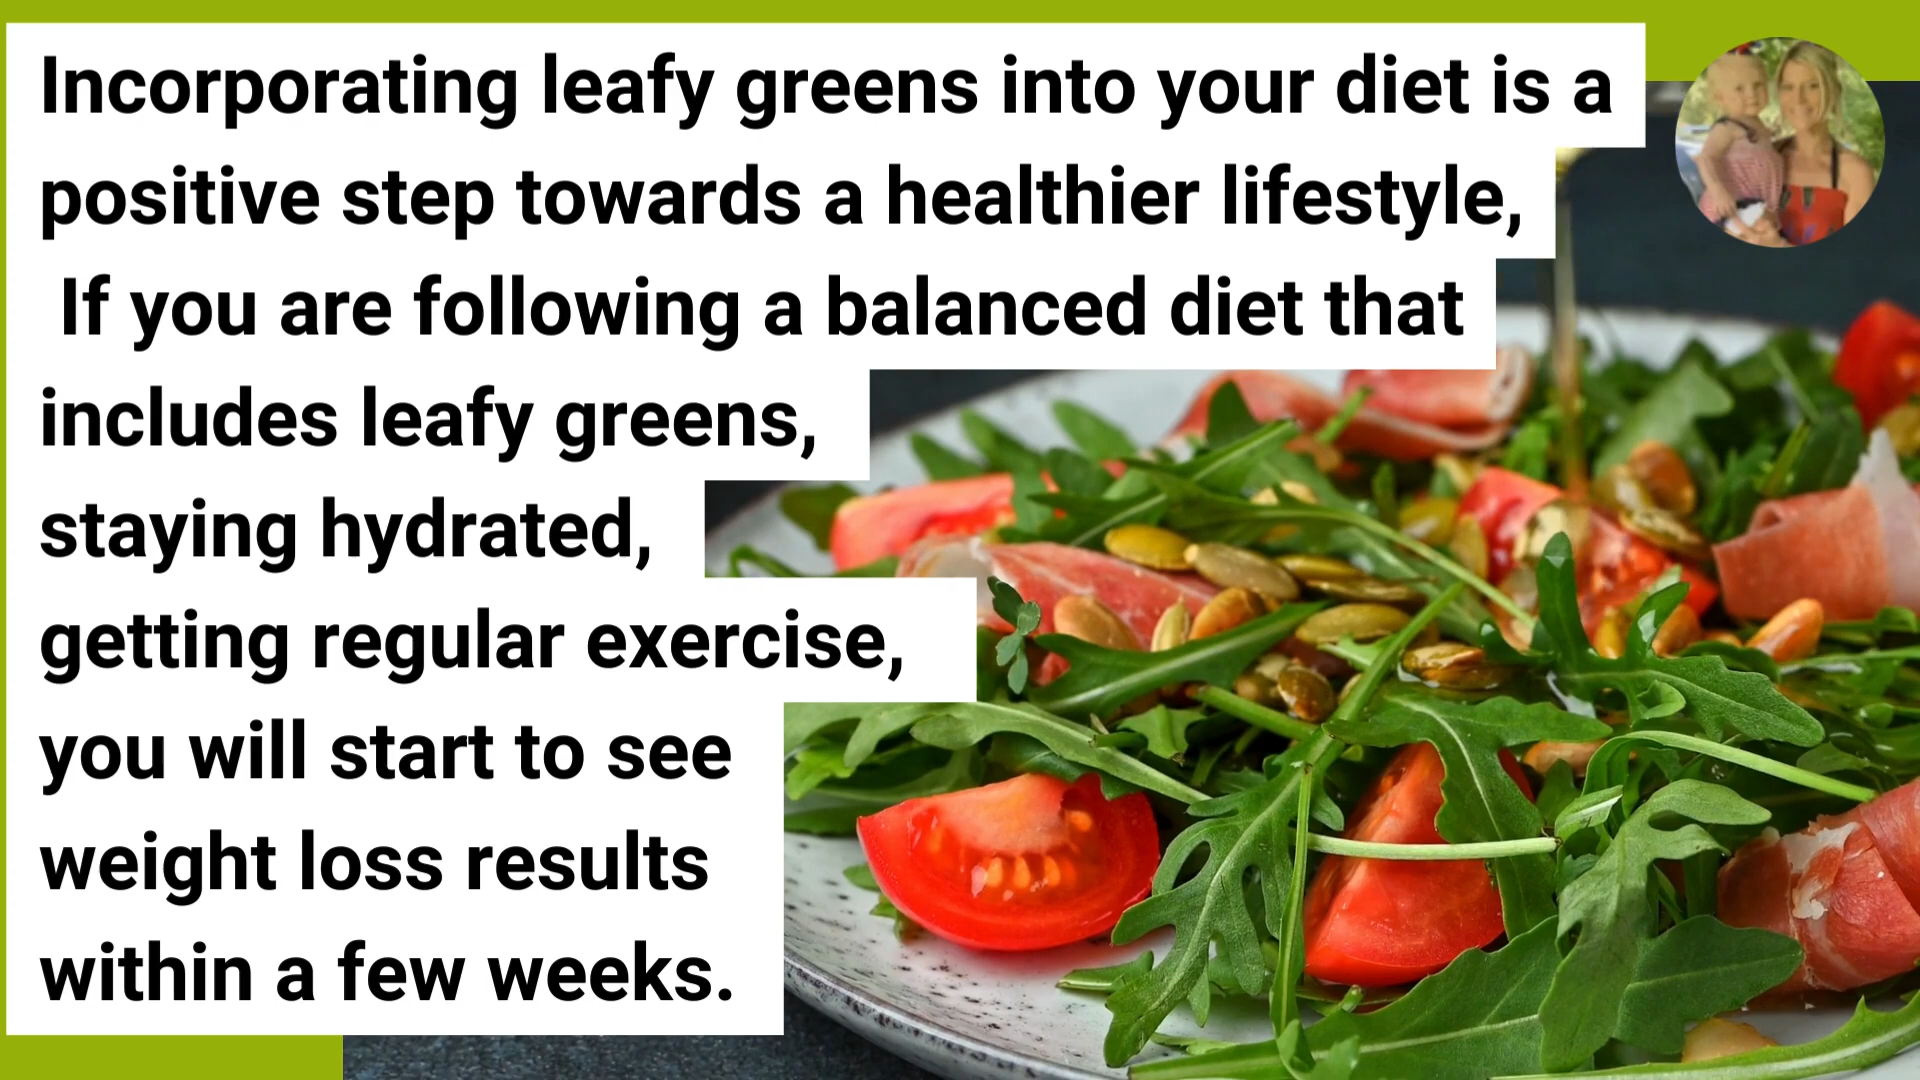 Incorporating leafy greens into your diet is a
positive step towards a healthier lifestyle,
If you are following a balanced diet that
includes leafy greens,
staying hydrated,
getting regular exercise,
you will start to see
weight loss results
within a few weeks.